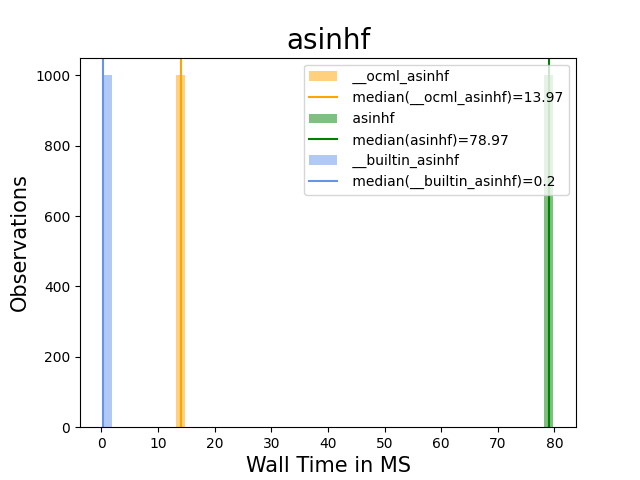 asinhf
Observations
1000
800
600
400
200
0
__ocml_asinhf
median(__ocml_asinhf)=13.97
asinhf
median(asinhf)=78.97
__builtin_asinhf
median(__builtin_asinhf)=0.2
0 10 20 30 40 50 60 70 80
Wall Time in MS